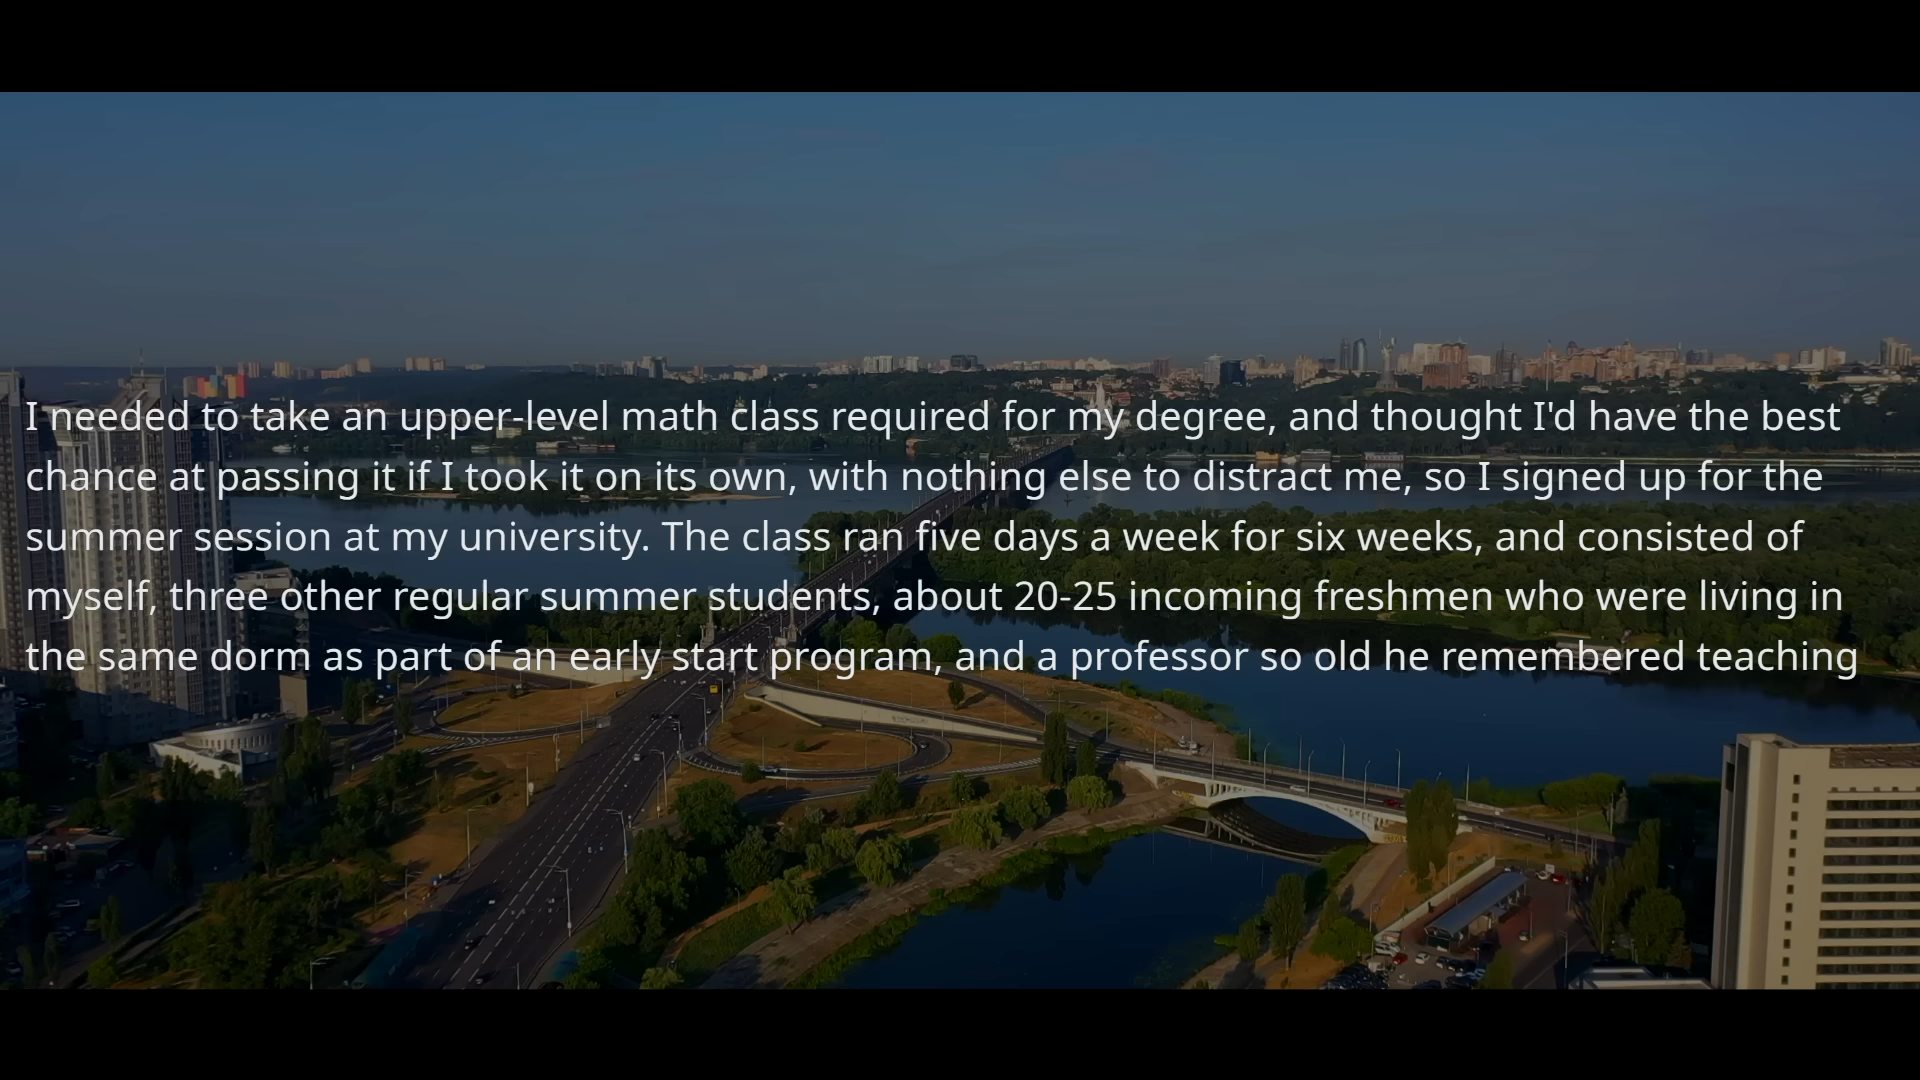 I needed to take an upper-level math class required for my degree, and thought I'd have the best
chance at passing it if I took it on its own, with nothing else to distract me, so I signed up for the
summer session at my university. The class ran five days a week for six weeks, and consisted of
myself, three other regular summer students, about 20-25 incoming freshmen who were living in
the same dorm as part of an early start program, and a professor so old he remembered teaching